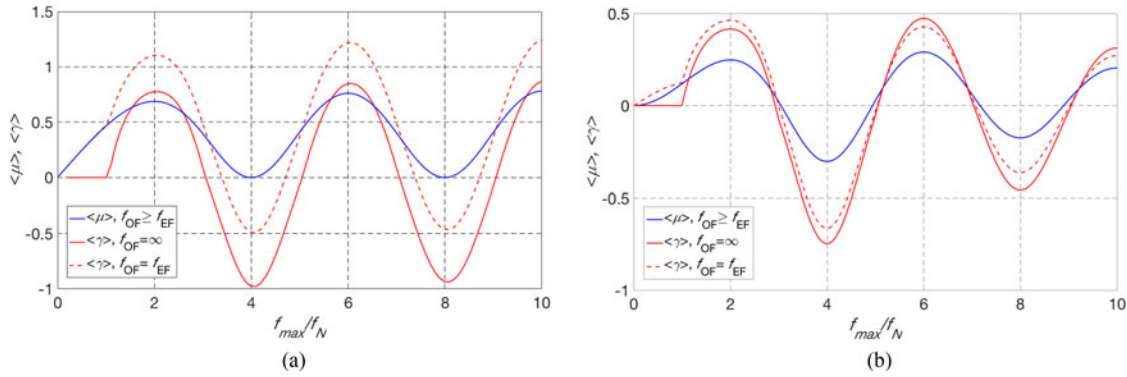 1.5
1
0.5
0
-0.5
-1
<μ>, <γ>
<μ>, f_OF ≥ f_EF
<γ>, f_OF=∞
<γ>, f_OF= f_EF
0 2 4 6 8 10
f_max/f_N
(a)
0.5
0
-0.5
-1
<μ>, <γ>
<μ>, f_OF ≥ f_EF
<γ>, f_OF=∞
<γ>, f_OF= f_EF
0 2 4 6 8 10
f_max/f_N
(b)